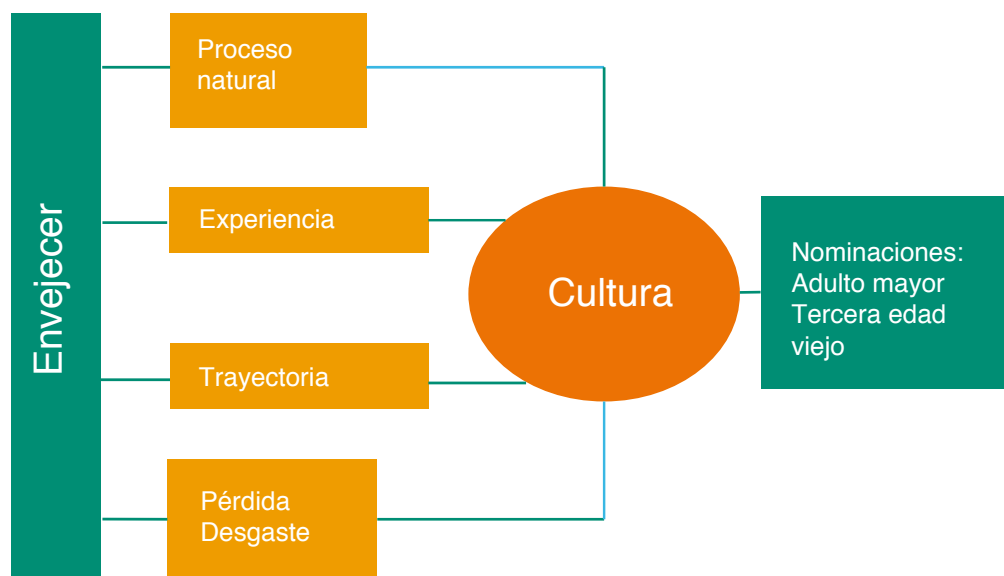 Envejecer
Proceso
natural
Experiencia
Trayectoria
Pérdida
Desgaste
Cultura
Nominaciones:
Adulto mayor
Tercera edad
viejo